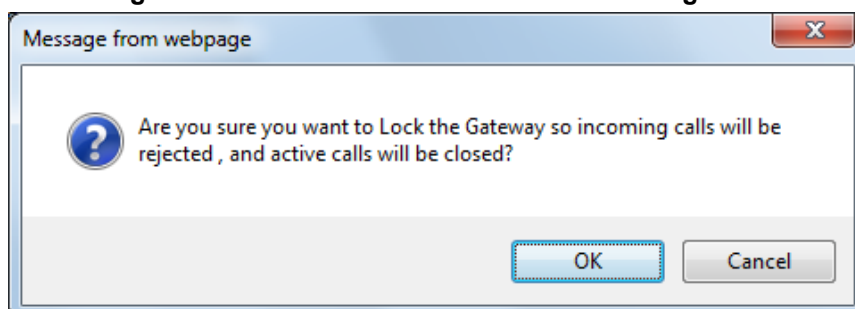 Message from webpage
Are you sure you want to Lock the Gateway so incoming calls will be
rejected , and active calls will be closed?
OK
Cancel